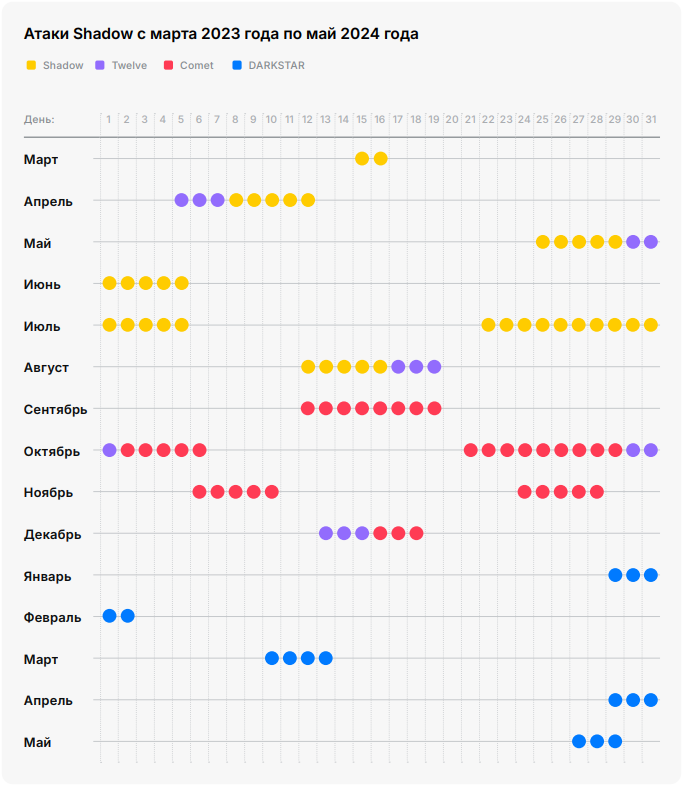 Атаки Shadow с марта 2023 года по май 2024 года
Shadow Twelve Comet DARKSTAR
День: 1 2 3 4 5 6 7 8 9 10 11 12 13 14 15 16 17 18 19 20 21 22 23 24 25 26 27 28 29 30 31
Март
Апрель
Май
Июнь
Июль
Август
Сентябрь
Октябрь
Ноябрь
Декабрь
Январь
Февраль
Март
Апрель
Май